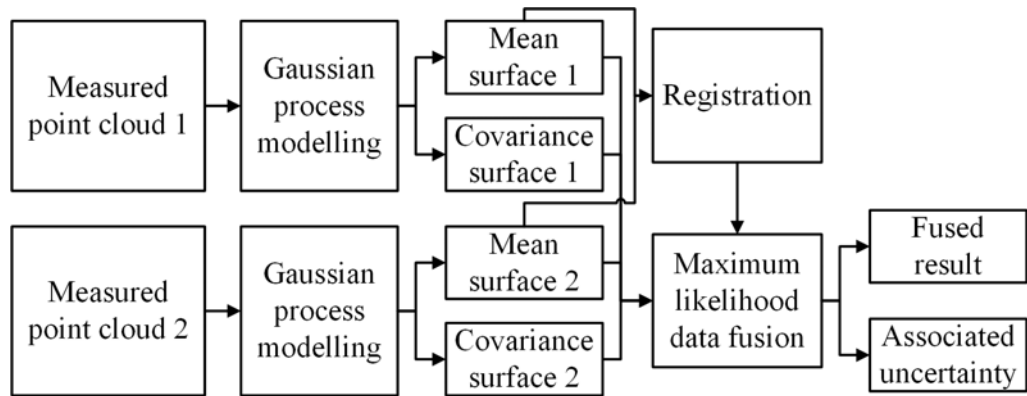 Measured
point cloud 1
Gaussian
process
modelling
Mean
surface 1
Covariance
surface 1
Registration
Measured
point cloud 2
Gaussian
process
modelling
Mean
surface 2
Covariance
surface 2
Maximum
likelihood
data fusion
Fused
result
Associated
uncertainty